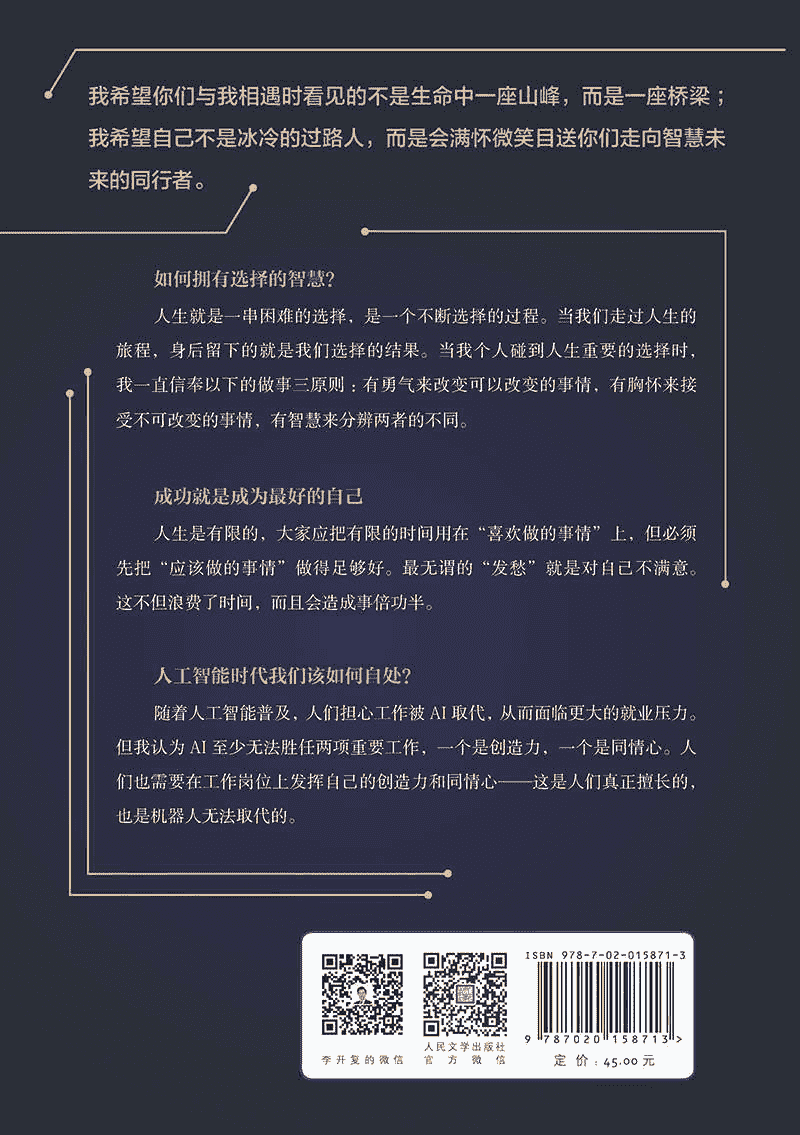 我希望你们与我相遇时看见的不是生命中一座山峰，而是一座桥梁；
我希望自己不是冰冷的过路人，而是会满怀微笑目送你们走向智慧未
来的同行者。
如何拥有选择的智慧？
人生就是一串困难的选择，是一个不断选择的过程。当我们走过人生的
旅程，身后留下的就是我们选择的结果。当我个人碰到人生重要的选择时，
我一直信奉以下的做事三原则：有勇气来改变可以改变的事情，有胸怀来接
受不可改变的事情，有智慧来分辨两者的不同。
成功就是成为最好的自己
人生是有限的，大家应把有限的时间用在“喜欢做的事情”上，但必须
先把“应该做的事情”做得足够好。最无谓的“发愁”就是对自己不满意。
这不但浪费了时间，而且会造成事倍功半。
人工智能时代我们该如何自处？
随着人工智能普及，人们担心工作被 AI 取代，从而面临更大的就业压力。
但我认为 AI 至少无法胜任两项重要工作，一个是创造力，一个是同情心。人
们也需要在工作岗位上发挥自己的创造力和同情心——这是人们真正擅长的，
也是机器人无法取代的。
李开复的微信
人民文学出版社
官方微信
ISBN 978-7-02-015871-3
9 787020 158713 >
定价：45.00 元